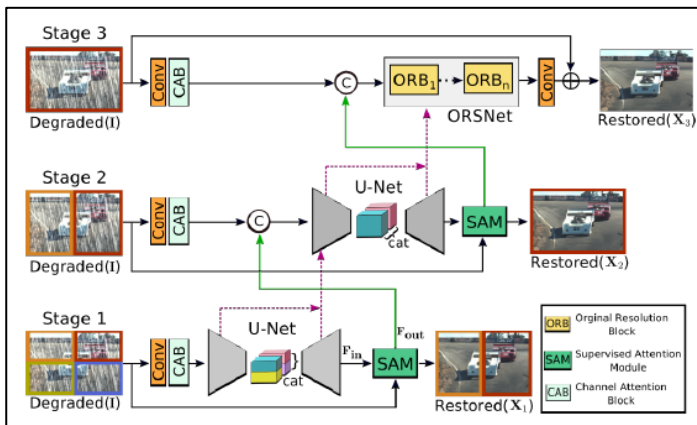 Stage 3
Conv
CAB
C
ORB1
ORBn
ORSNet
Conv
Degraded(I)
Restored(X3)
Stage 2
Conv
CAB
C
U-Net
cat
SAM
Degraded(I)
Restored(X2)
Stage 1
Conv
CAB
U-Net
cat
Fin
Fout
SAM
Degraded(I)
Restored(X1)
ORB Orginal Resolution
Block
SAM Supervised Attention
Module
CAB Channel Attention
Block